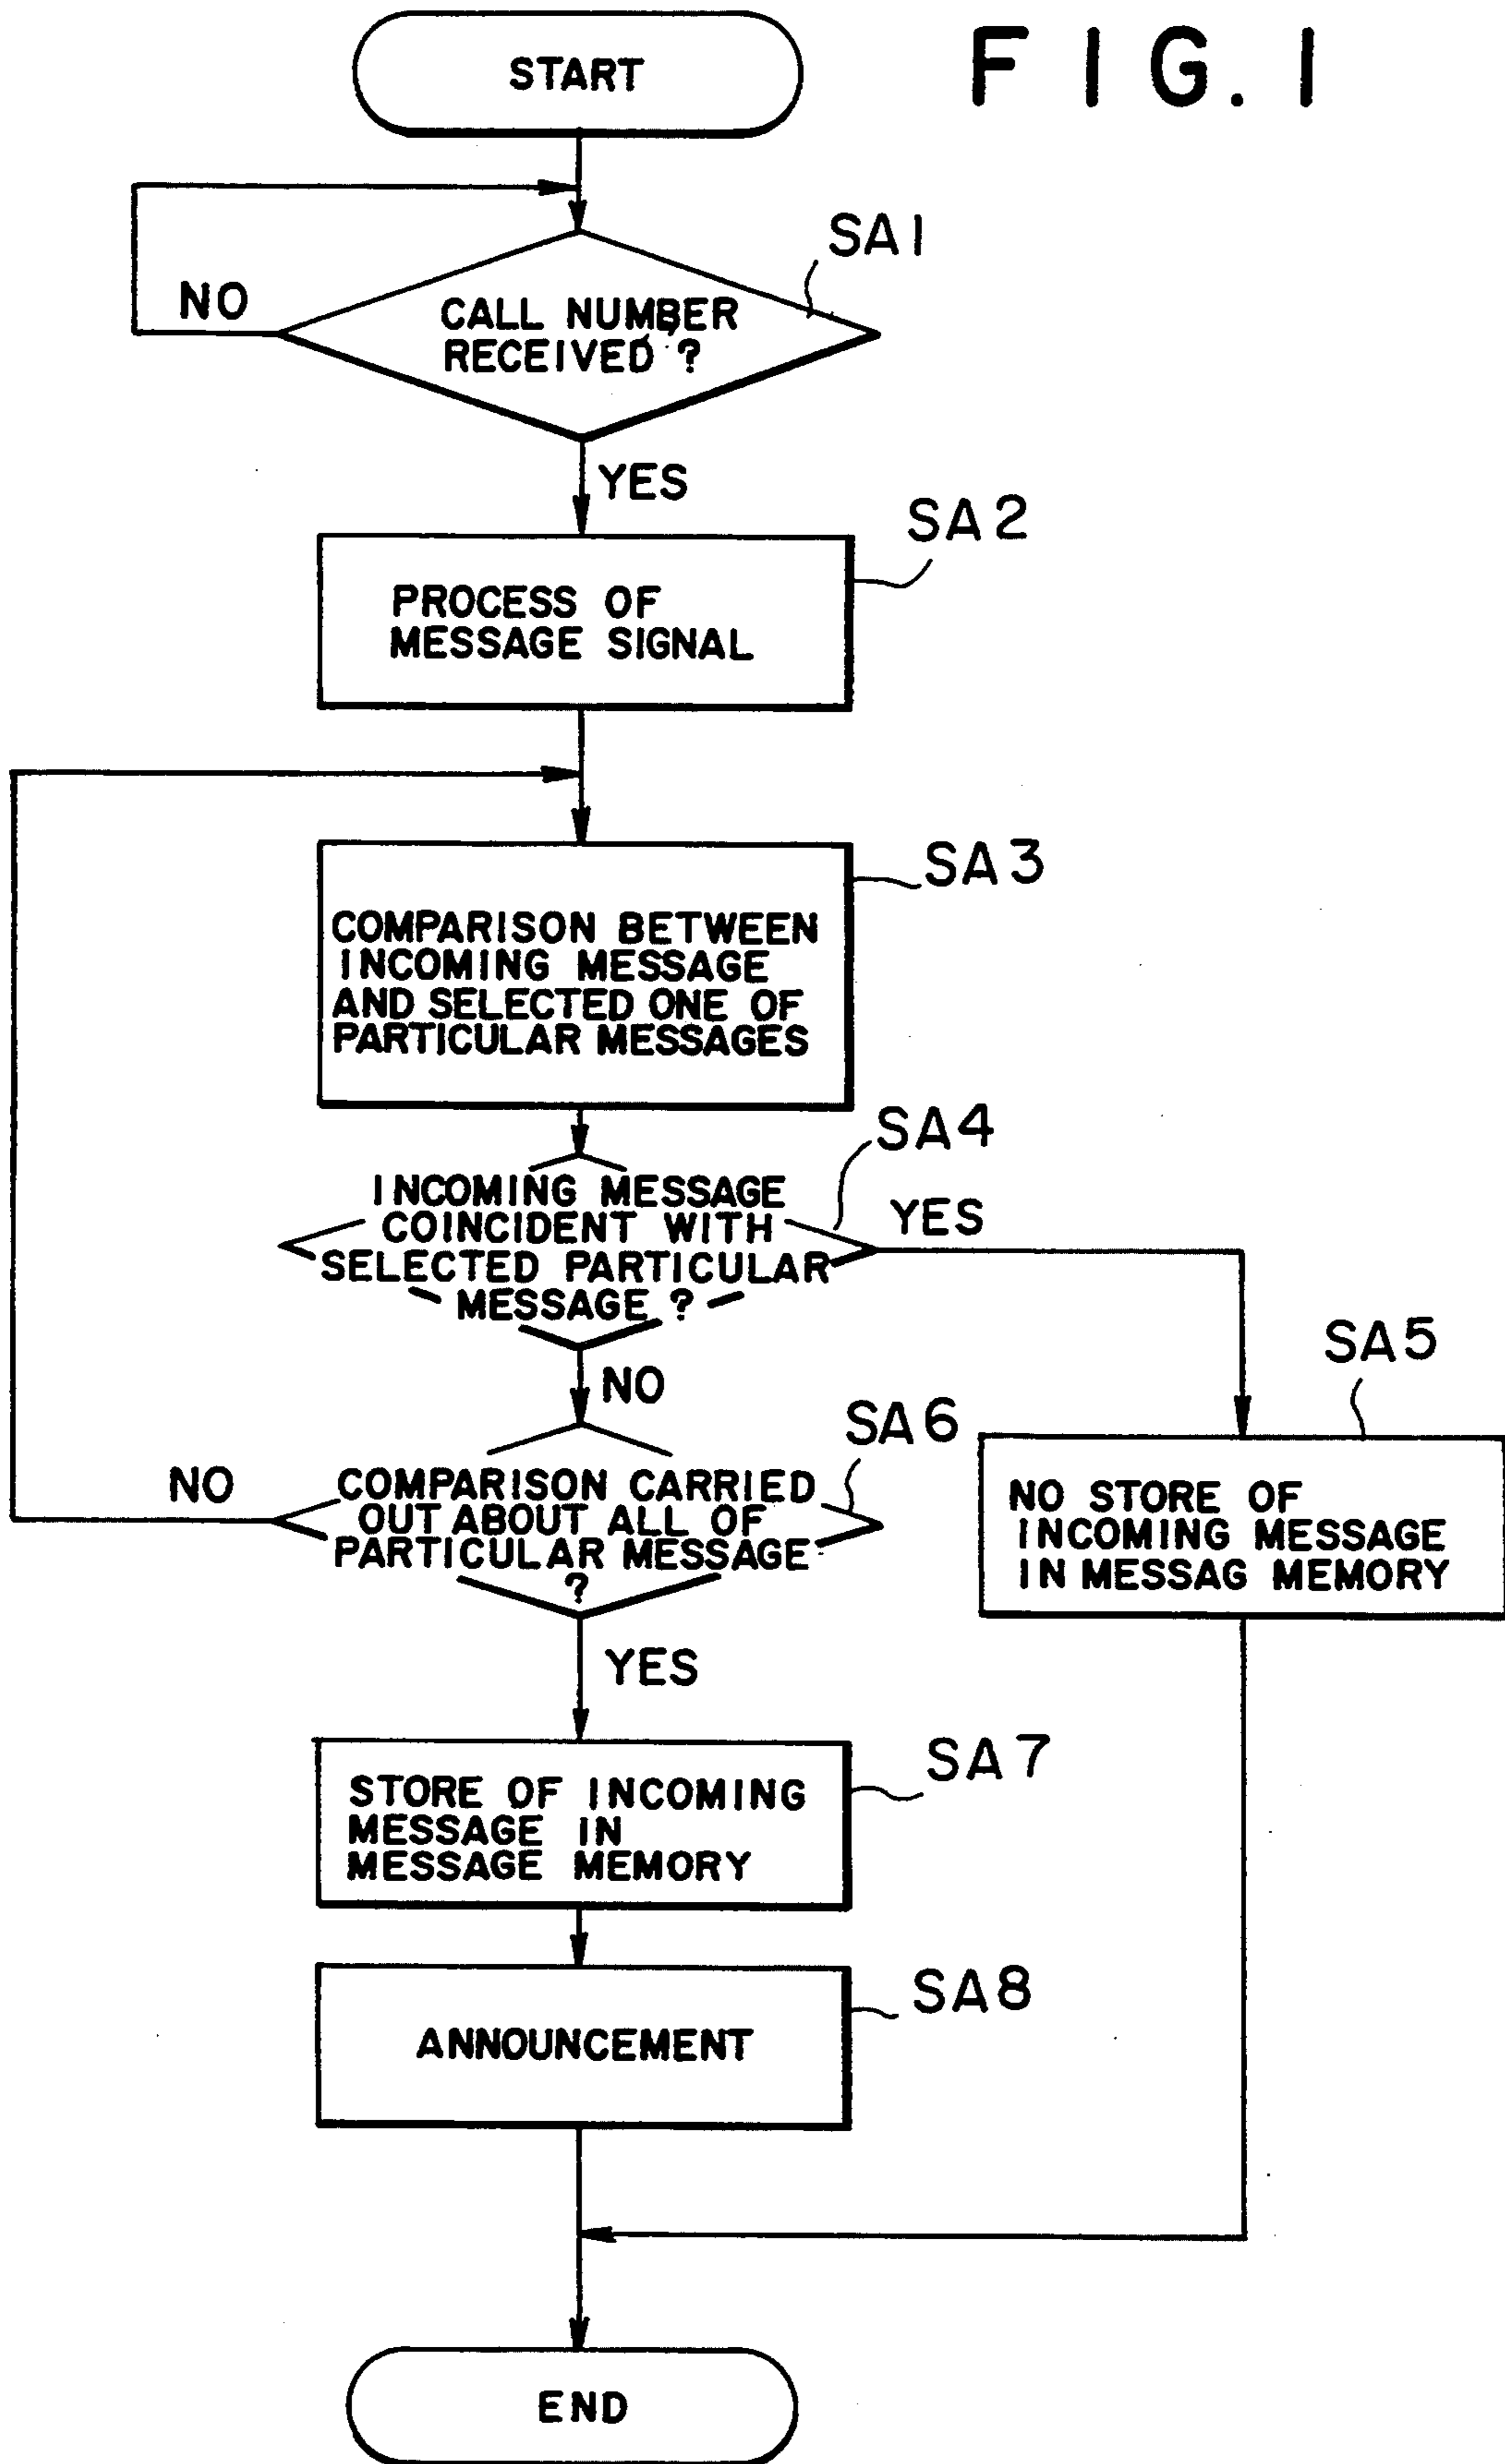 START
FIG. 1
SA1
NO
CALL NUMBER
RECEIVED ?
YES
SA2
PROCESS OF
MESSAGE SIGNAL
SA3
COMPARISON BETWEEN
INCOMING MESSAGE
AND SELECTED ONE OF
PARTICULAR MESSAGES
SA4
INCOMING MESSAGE
COINCIDENT WITH
SELECTED PARTICULAR
MESSAGE ?
YES
NO
SA5
NO STORE OF
INCOMING MESSAGE
IN MESSAG MEMORY
SA6
NO
COMPARISON CARRIED
OUT ABOUT ALL OF
PARTICULAR MESSAGE
?
YES
SA7
STORE OF INCOMING
MESSAGE IN
MESSAGE MEMORY
SA8
ANNOUNCEMENT
END